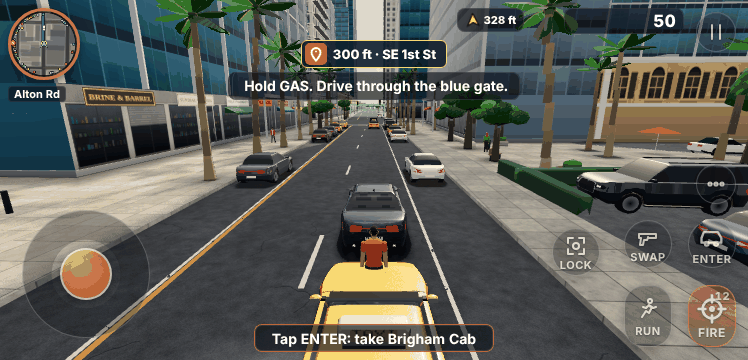 328 ft
50
300 ft · SE 1st St
Hold GAS. Drive through the blue gate.
Alton Rd
BRINE & BARREL
LOCK
SWAP
ENTER
12
RUN
FIRE
Tap ENTER: take Brigham Cab